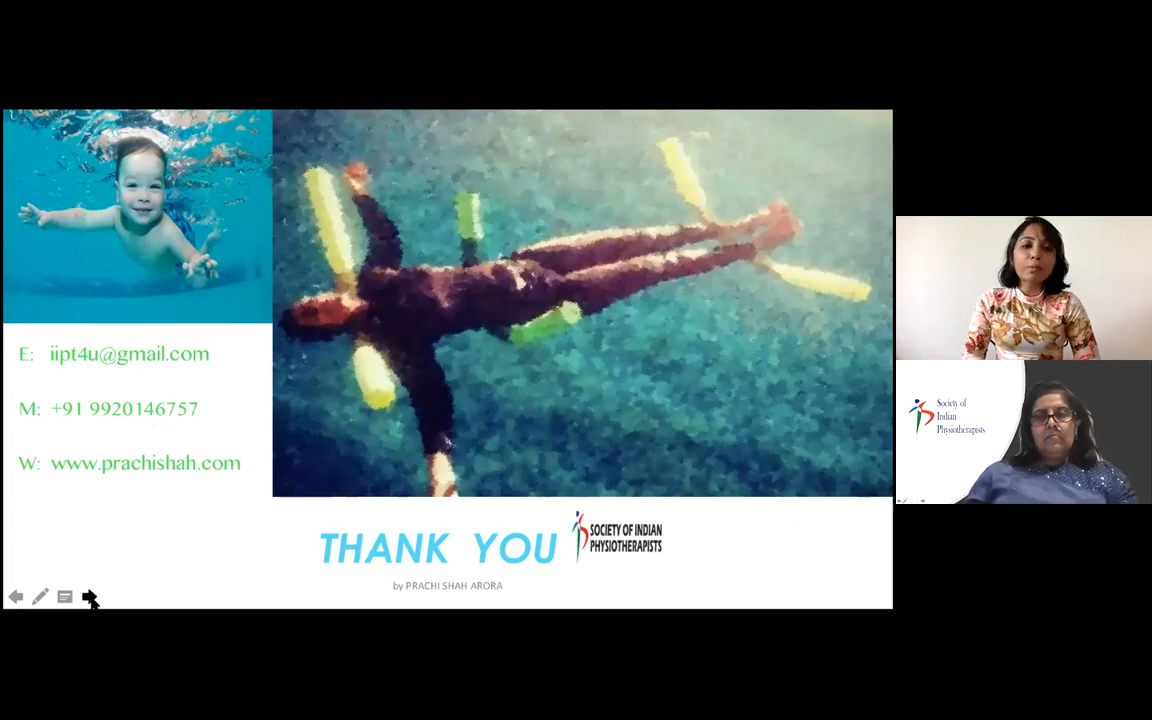 E: iipt4u@gmail.com
M: +91 9920146757
W: www.prachishah.com
THANK YOU
SOCIETY OF INDIAN
PHYSIOTHERAPISTS
by PRACHI SHAH ARORA
Society of
Indian
Physiotherapists